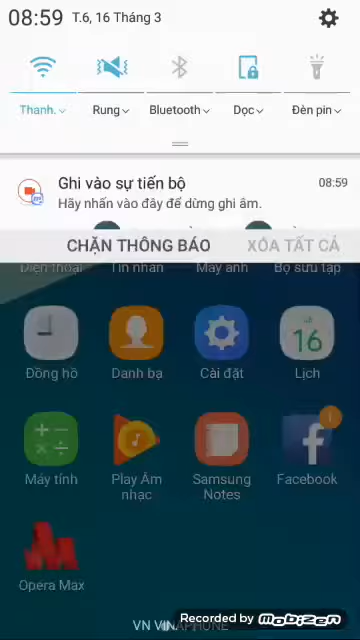 08:59 T.6, 16 Tháng 3
Thanh. Rung Bluetooth Dọc Đèn pin
Ghi vào sự tiến bộ 08:59
Hãy nhấn vào đây để dừng ghi âm.
CHẶN THÔNG BÁO XÓA TẤT CẢ
Điện thoại Tin nhắn Máy ảnh Bộ sưu tập
16
Đồng hồ Danh bạ Cài đặt Lịch
1
Máy tính Play Âm nhạc Samsung Notes Facebook
Opera Max
VN VINAPHONE
Recorded by MOBIZEN